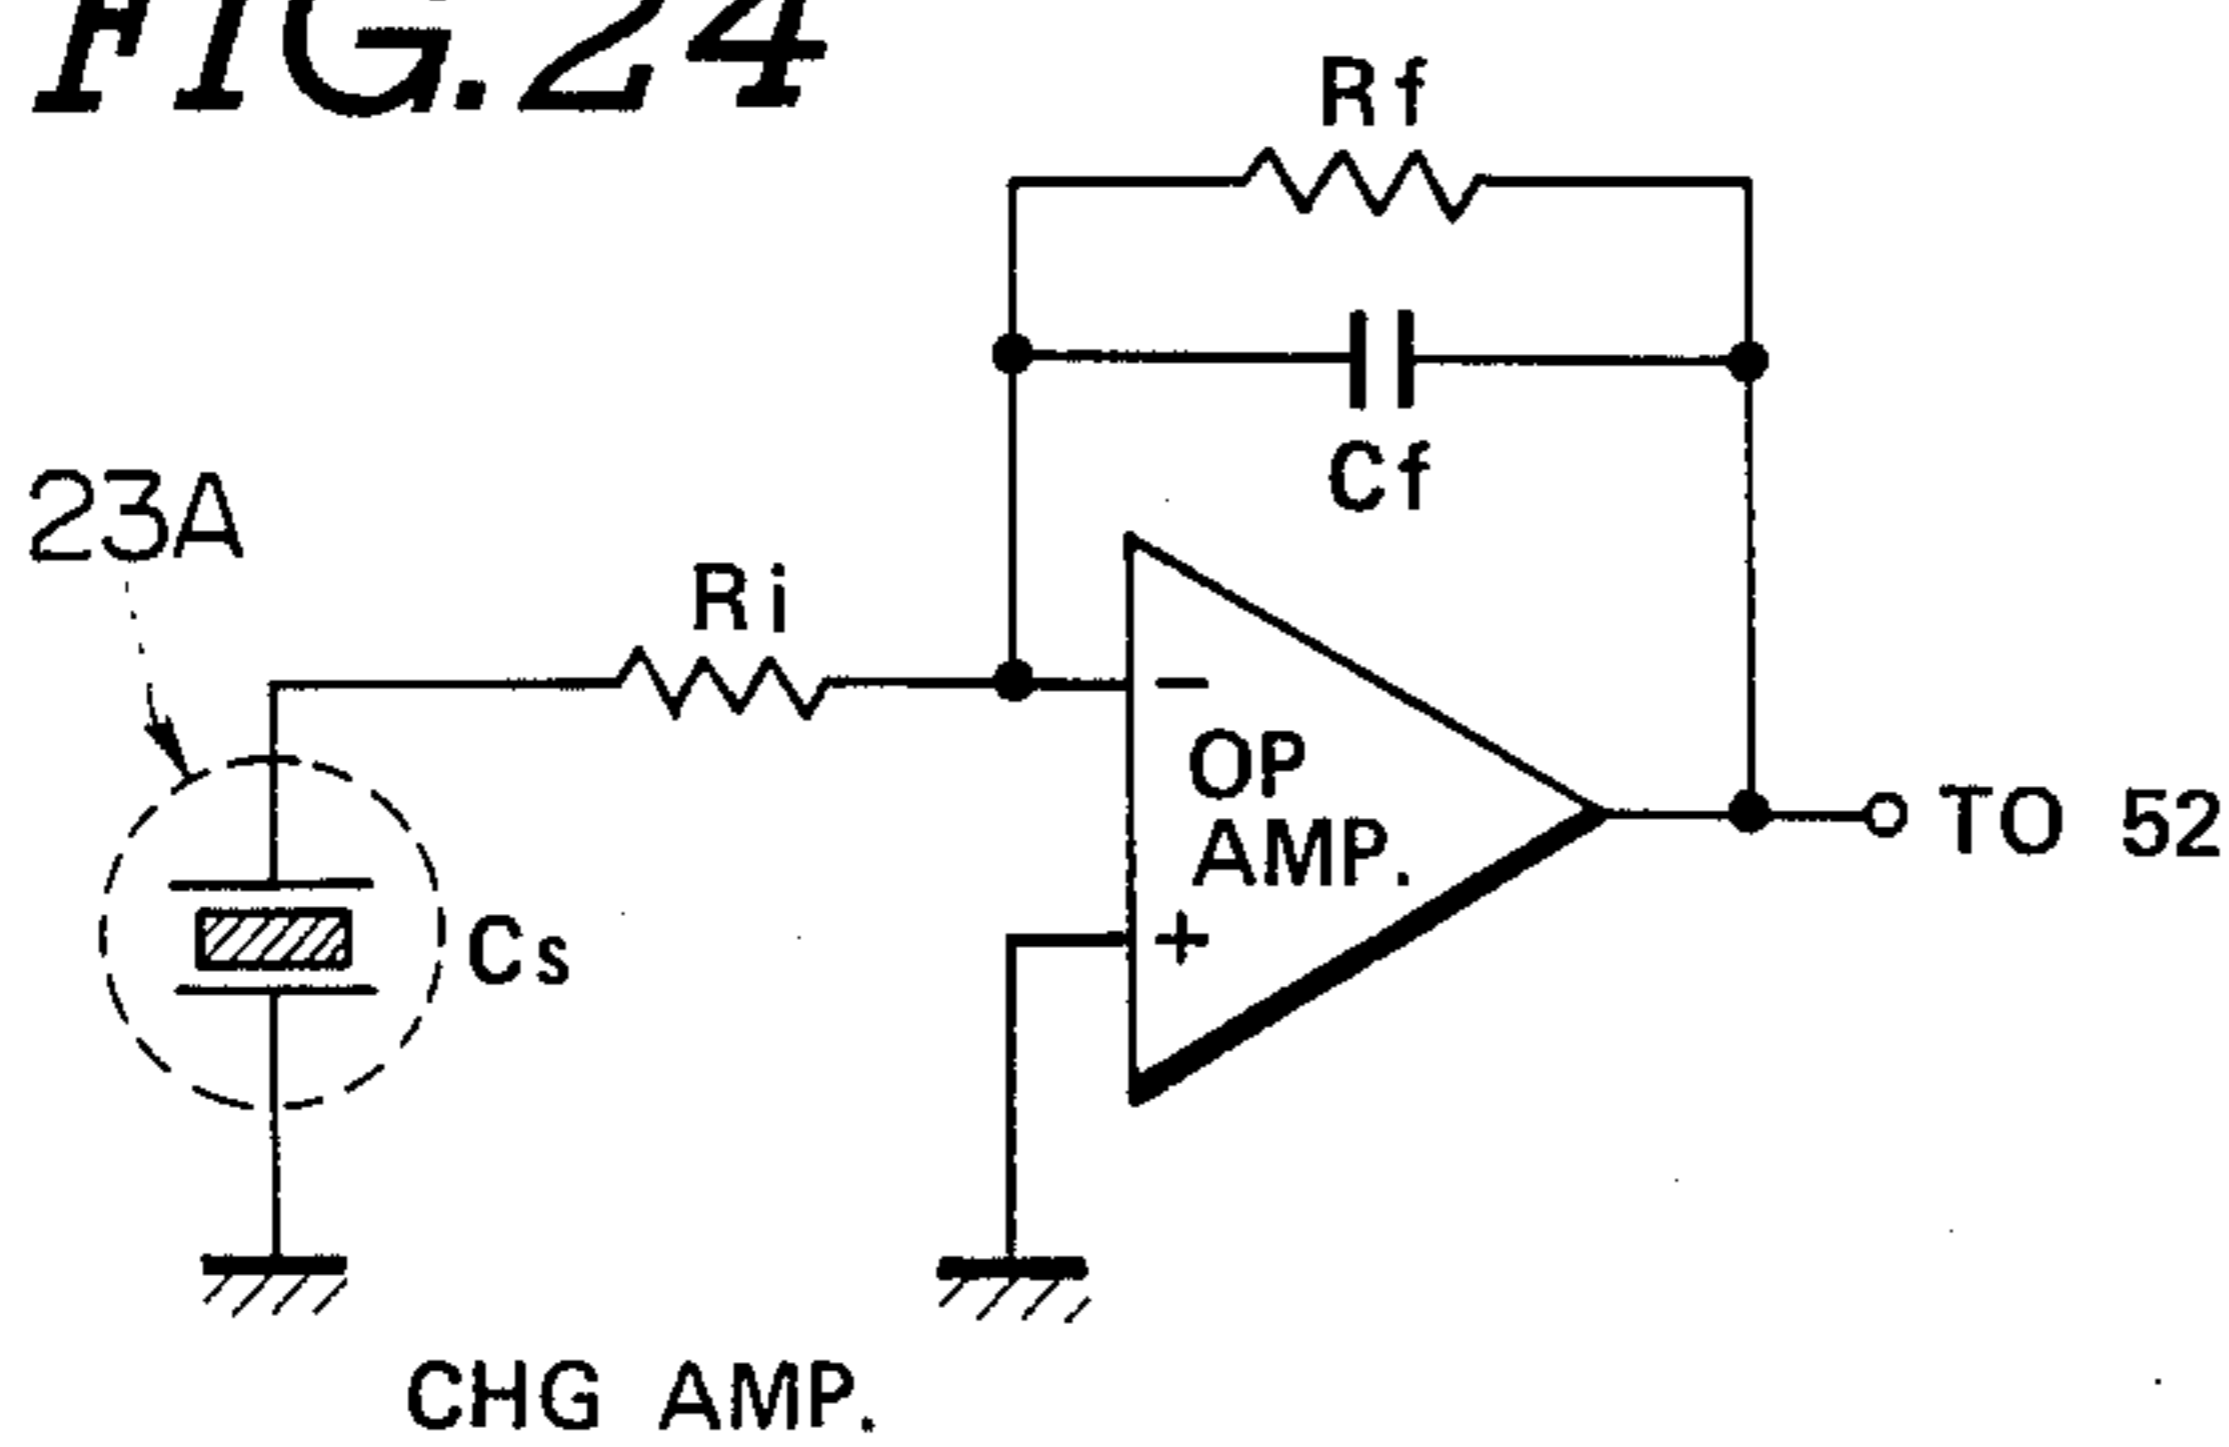 FIG.24
Rf
Cf
23A
Ri
−
OP
AMP.
+
Cs
TO 52
CHG AMP.